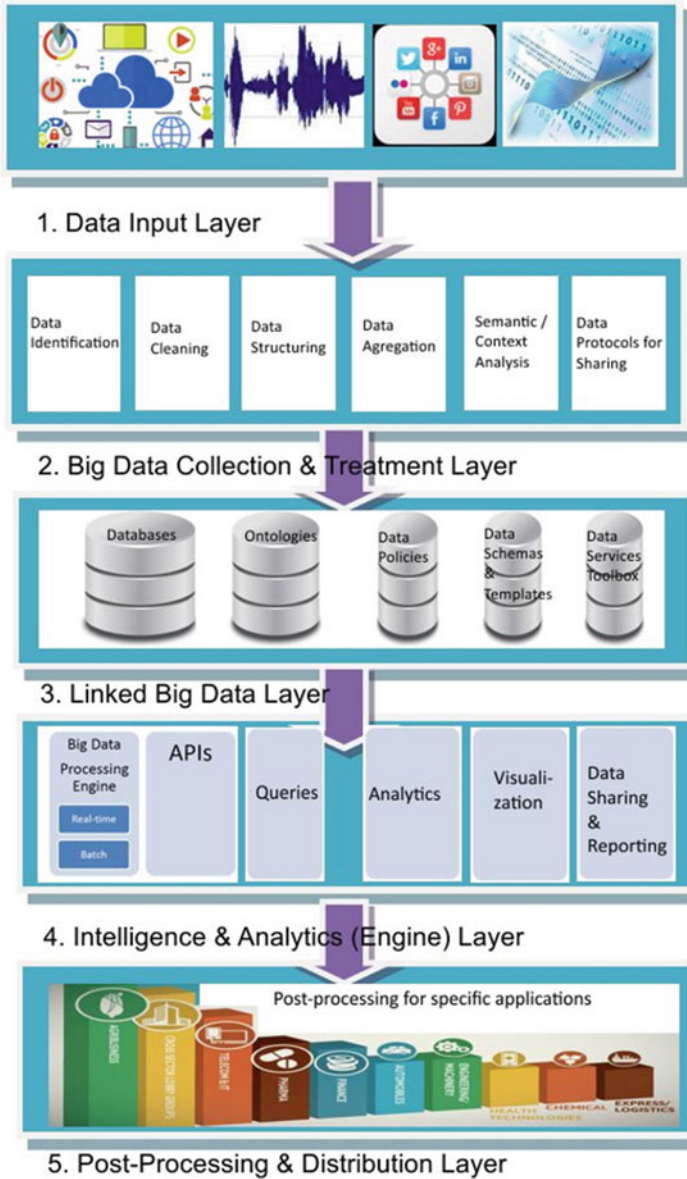 1. Data Input Layer
Data
Identification
Data
Cleaning
Data
Structuring
Data
Agregation
Semantic /
Context
Analysis
Data
Protocols for
Sharing
2. Big Data Collection & Treatment Layer
Databases
Ontologies
Data
Policies
Data
Schemas
&
Templates
Data
Services
Toolbox
3. Linked Big Data Layer
Big Data
Processing
Engine
Real-time
Batch
APIs
Queries
Analytics
Visuali-
zation
Data
Sharing
&
Reporting
4. Intelligence & Analytics (Engine) Layer
Post-processing for specific applications
AGRIBUSINESS
TELECOM & IT
PHARMA
FINANCE
AUTOMOBILES
ENGINEERING/
MACHINERY
HEALTH
TECHNOLOGIES
CHEMICAL
EXPRESS/
LOGISTICS
5. Post-Processing & Distribution Layer